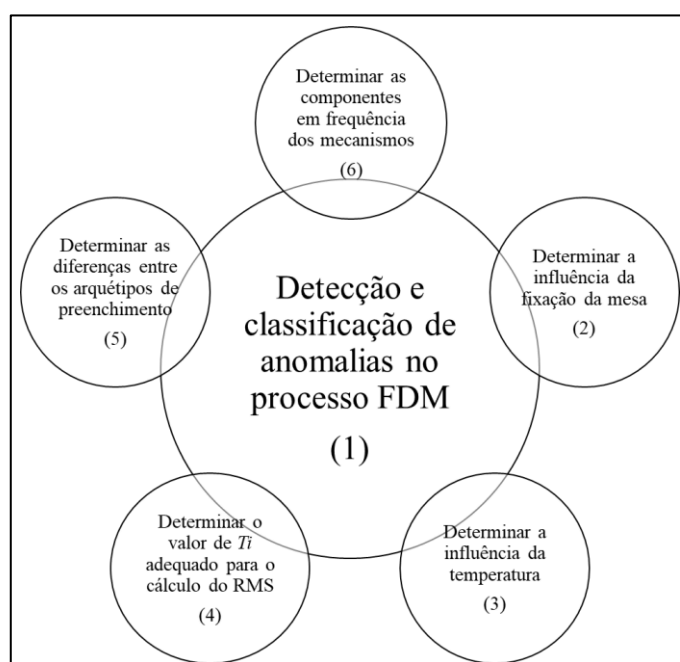 Determinar as
componentes
em frequência
dos mecanismos
(6)
Determinar as
diferenças entre
os arquétipos de
preenchimento
(5)
Determinar a
influência da
fixação da mesa
(2)
Detecção e
classificação de
anomalias no
processo FDM
(1)
Determinar o
valor de Ti
adequado para o
cálculo do RMS
(4)
Determinar a
influência da
temperatura
(3)